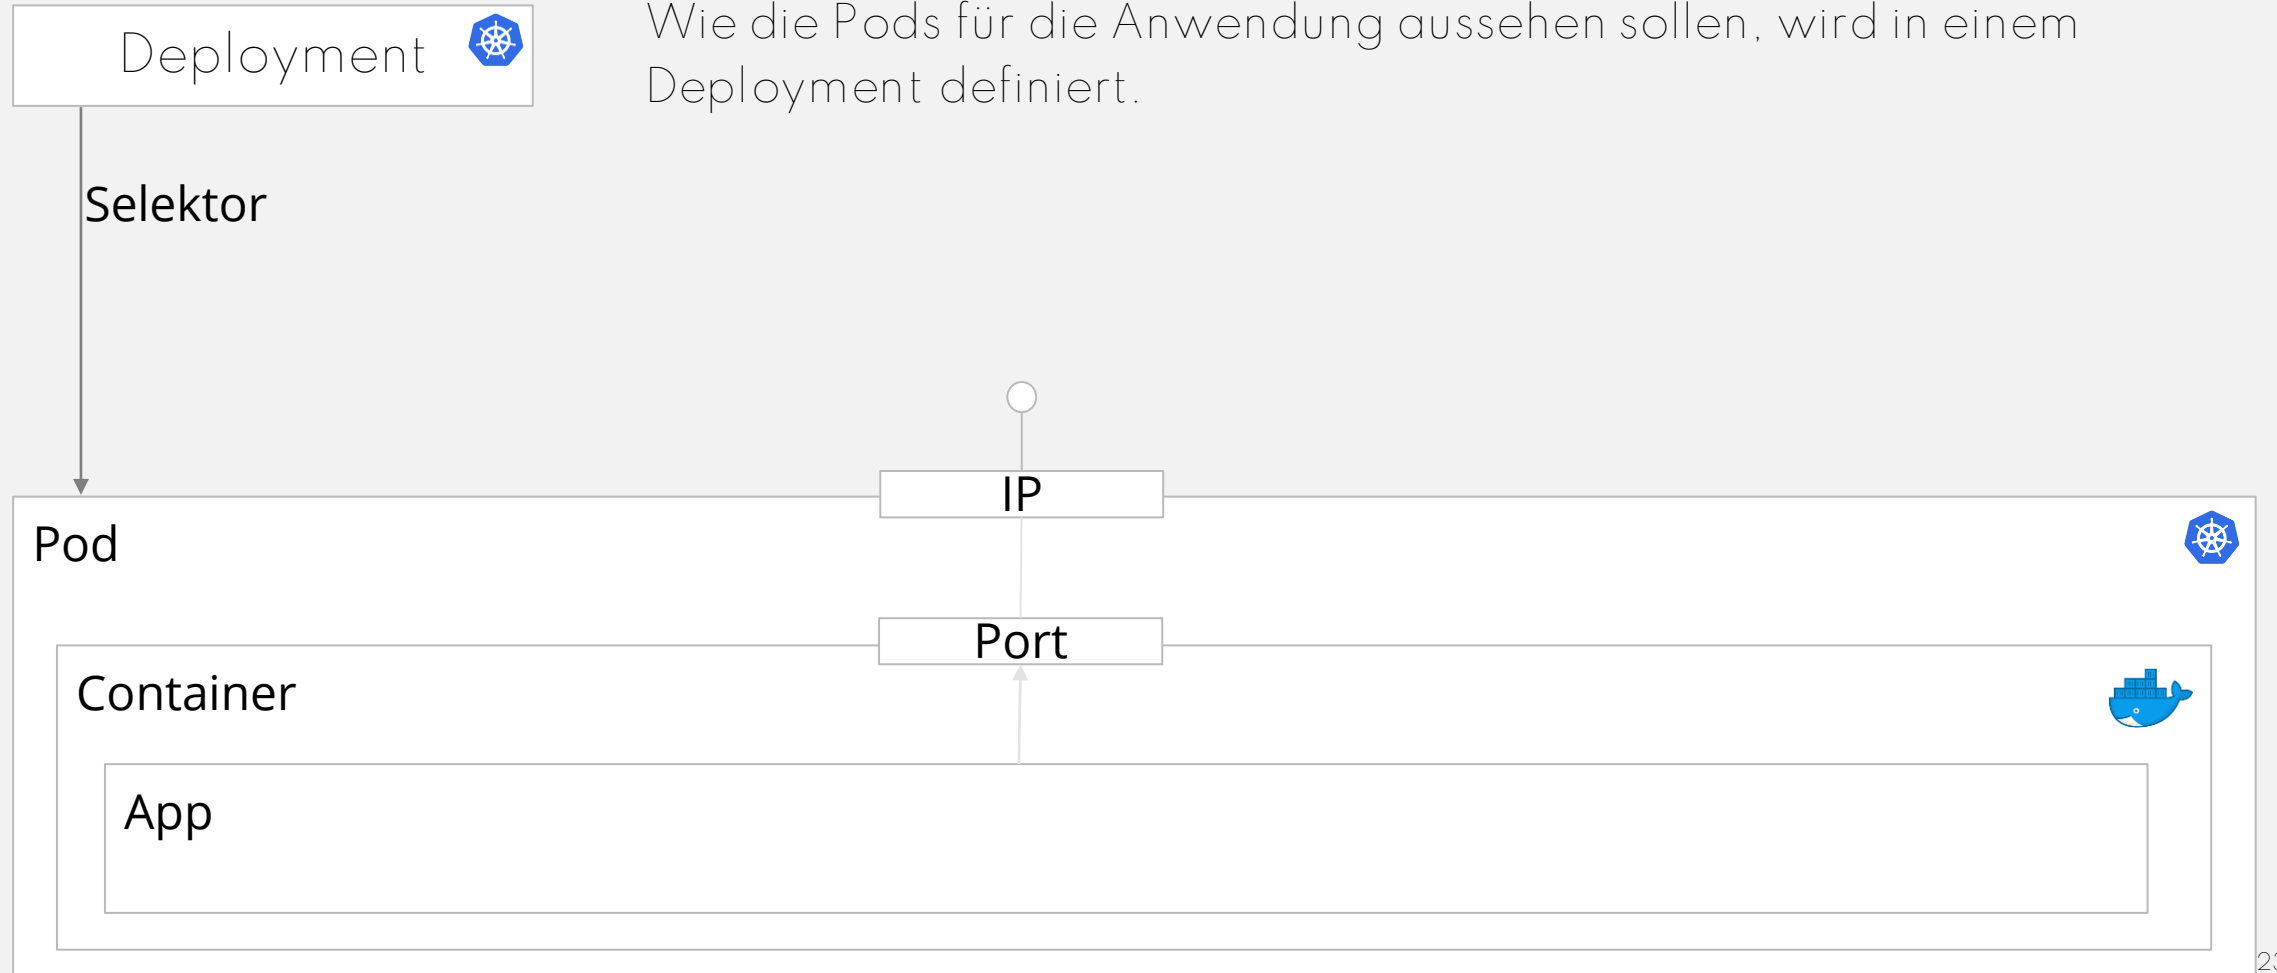 Deployment
Wie die Pods für die Anwendung aussehen sollen, wird in einem
Deployment definiert.
Selektor
IP
Pod
Port
Container
App